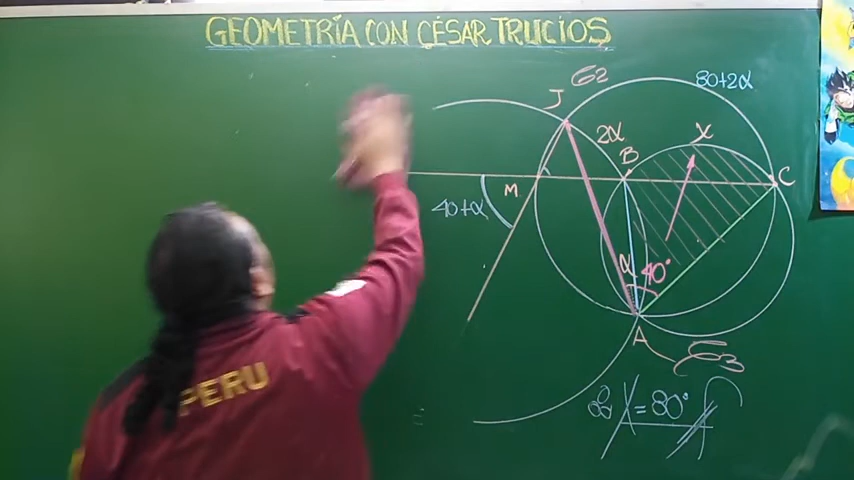 GEOMETRÍA CON CÉSAR TRUCIOS
J
G2
80+2α
2α
X
B
M
C
40+α
α
40°
A
G3
X = 80°
PERU